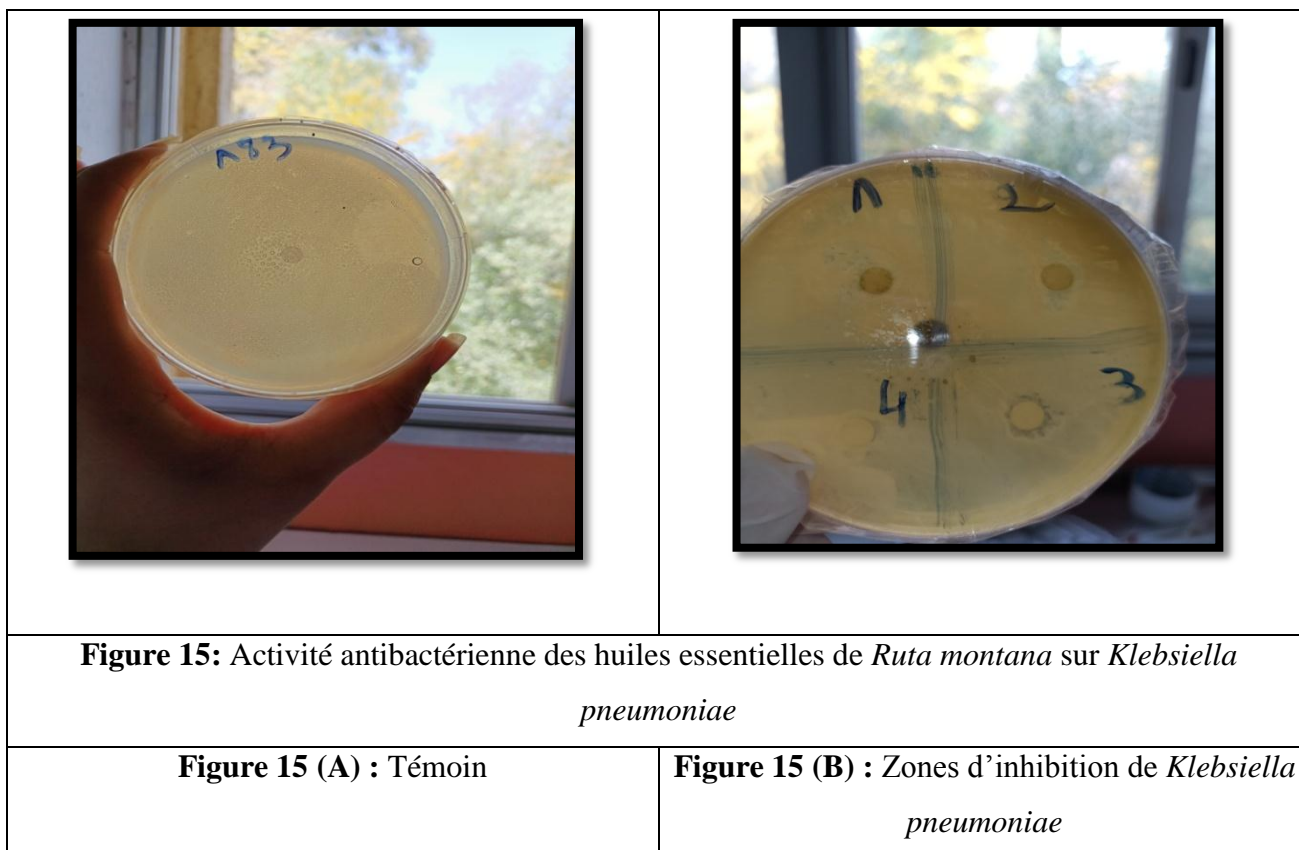 183
1
2
4
3
Figure 15: Activité antibactérienne des huiles essentielles de Ruta montana sur Klebsiella
pneumoniae
Figure 15 (A) : Témoin
Figure 15 (B) : Zones d’inhibition de Klebsiella
pneumoniae